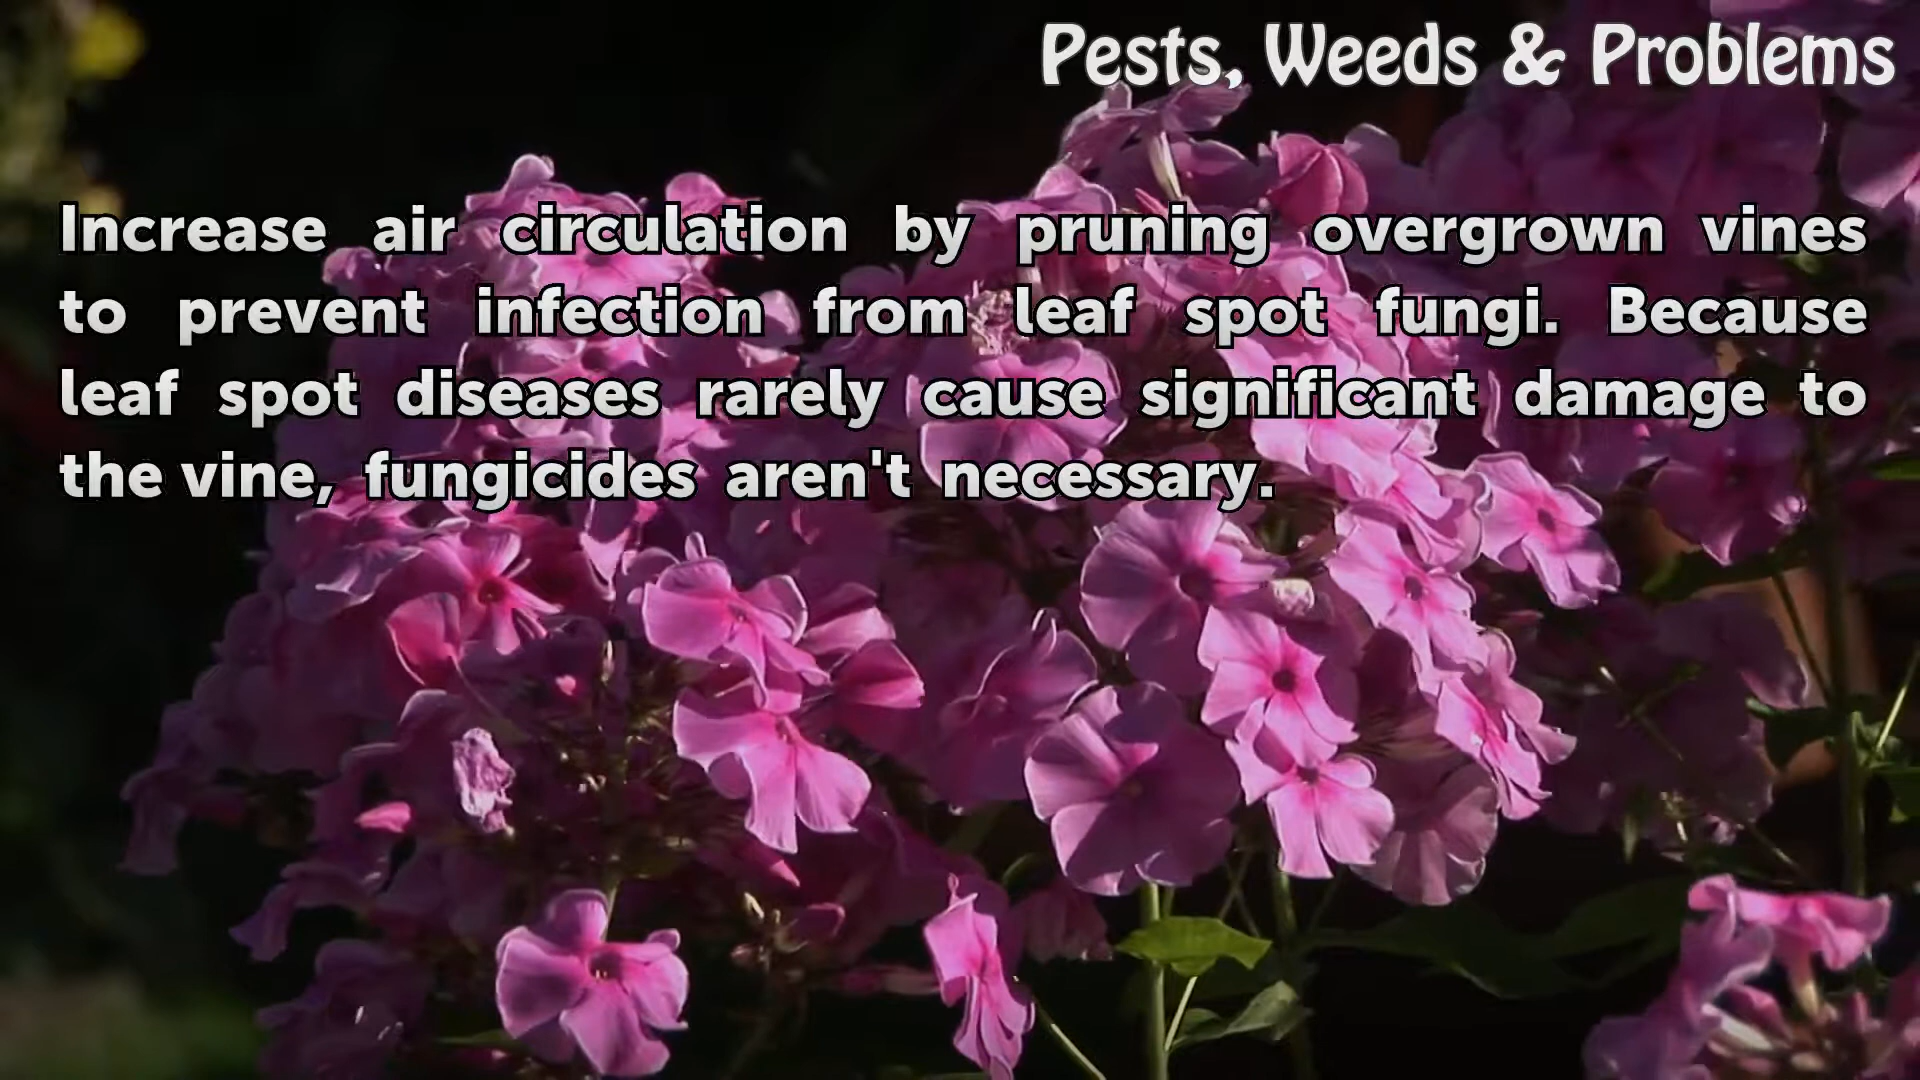 Pests, Weeds & Problems
Increase air circulation by pruning overgrown vines
to prevent infection from leaf spot fungi. Because
leaf spot diseases rarely cause significant damage to
the vine, fungicides aren't necessary.